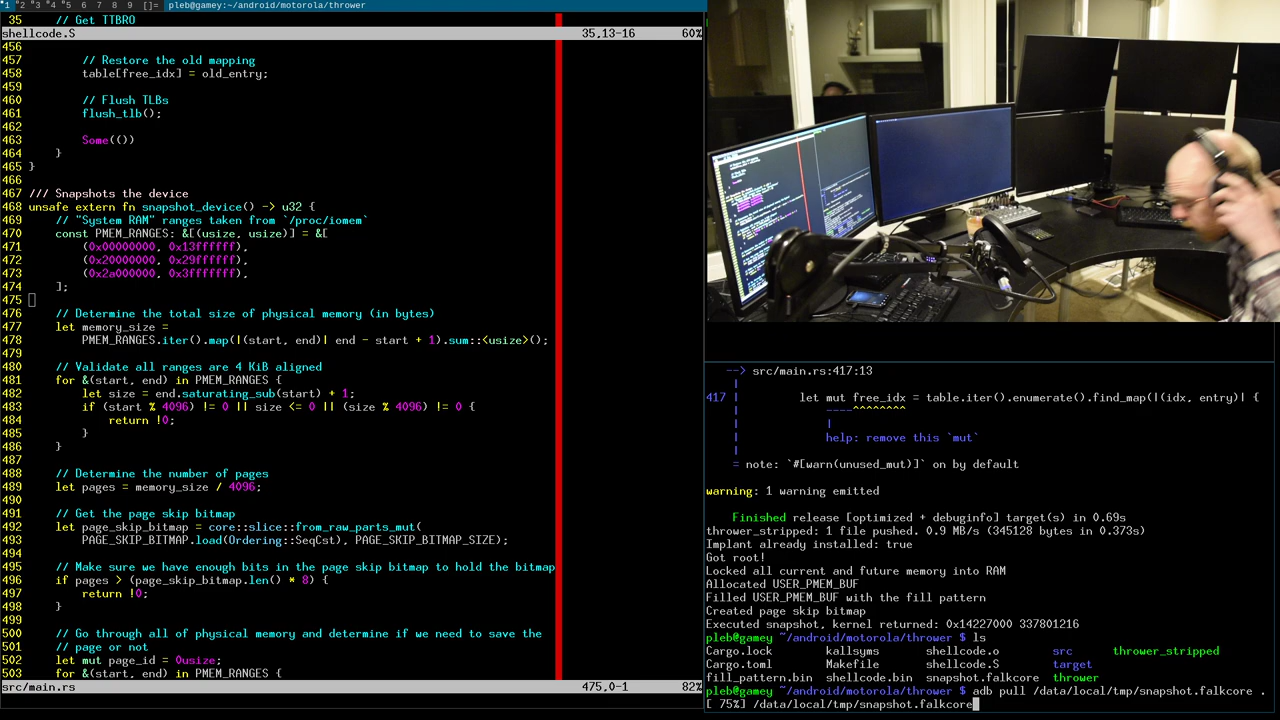 1 2 3 4 5 6 7 8 9 []= pleb@gamey:~/android/motorola/thrower
35 // Get TTBR0
shellcode.S 35,13-16 60%
456
457 // Restore the old mapping
458 table[free_idx] = old_entry;
459
460 // Flush TLBs
461 flush_tlb();
462
463 Some(())
464 }
465 }
466
467 /// Snapshots the device
468 unsafe extern fn snapshot_device() -> u32 {
469 // "System RAM" ranges taken from `/proc/iomem`
470 const PMEM_RANGES: &[(usize, usize)] = &[
471 (0x00000000, 0x13ffffff),
472 (0x20000000, 0x29ffffff),
473 (0x2a000000, 0x3fffffff),
474 ];
475
476 // Determine the total size of physical memory (in bytes)
477 let memory_size =
478 PMEM_RANGES.iter().map(|(start, end)| end - start + 1).sum::<usize>();
479
480 // Validate all ranges are 4 KiB aligned
481 for &(start, end) in PMEM_RANGES {
482 let size = end.saturating_sub(start) + 1;
483 if (start % 4096) != 0 || size <= 0 || (size % 4096) != 0 {
484 return !0;
485 }
486 }
487
488 // Determine the number of pages
489 let pages = memory_size / 4096;
490
491 // Get the page skip bitmap
492 let page_skip_bitmap = core::slice::from_raw_parts_mut(
493 PAGE_SKIP_BITMAP.load(Ordering::SeqCst), PAGE_SKIP_BITMAP_SIZE);
494
495 // Make sure we have enough bits in the page skip bitmap to hold the bitmap
496 if pages > (page_skip_bitmap.len() * 8) {
497 return !0;
498 }
499
500 // Go through all of physical memory and determine if we need to save the
501 // page or not
502 let mut page_id = 0usize;
503 for &(start, end) in PMEM_RANGES {
src/main.rs 475,0-1 82%
--> src/main.rs:417:13
|
417 | let mut free_idx = table.iter().enumerate().find_map(|(idx, entry)| {
| ----^^^^^^^^
| |
| help: remove this `mut`
|
= note: `#[warn(unused_mut)]` on by default
warning: 1 warning emitted
Finished release [optimized + debuginfo] target(s) in 0.69s
thrower_stripped: 1 file pushed. 0.9 MB/s (345128 bytes in 0.373s)
Implant already installed: true
Got root!
Locked all current and future memory into RAM
Allocated USER_PMEM_BUF
Filled USER_PMEM_BUF with the fill pattern
Created page skip bitmap
Executed snapshot, kernel returned: 0x14227000 337801216
pleb@gamey ~/android/motorola/thrower $ ls
Cargo.lock kallsyms shellcode.o src thrower_stripped
Cargo.toml Makefile shellcode.S target
fill_pattern.bin shellcode.bin snapshot.falkcore thrower
pleb@gamey ~/android/motorola/thrower $ adb pull /data/local/tmp/snapshot.falkcore .
[ 75%] /data/local/tmp/snapshot.falkcore